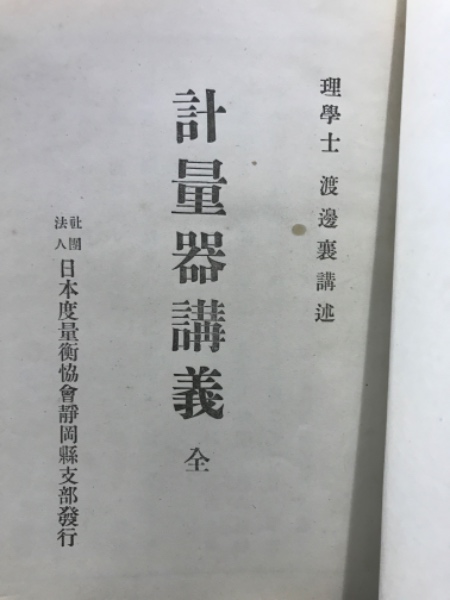 理學士 渡邊襄講述
計量器講義 全
社團法人 日本度量衡協會靜岡縣支部發行